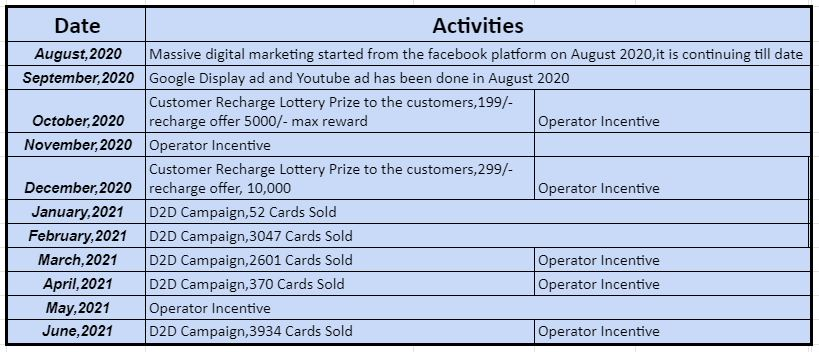 Date Activities
August,2020 Massive digital marketing started from the facebook platform on August 2020,it is continuing till date
September,2020 Google Display ad and Youtube ad has been done in August 2020
Customer Recharge Lottery Prize to the customers,199/-
October,2020 recharge offer 5000/- max reward Operator Incentive
November,2020 Operator Incentive
Customer Recharge Lottery Prize to the customers,299/-
December,2020 recharge offer, 10,000 Operator Incentive
January,2021 D2D Campaign,52 Cards Sold
February,2021 D2D Campaign,3047 Cards Sold
March,2021 D2D Campaign,2601 Cards Sold Operator Incentive
April,2021 D2D Campaign,370 Cards Sold Operator Incentive
May,2021 Operator Incentive
June,2021 D2D Campaign,3934 Cards Sold Operator Incentive